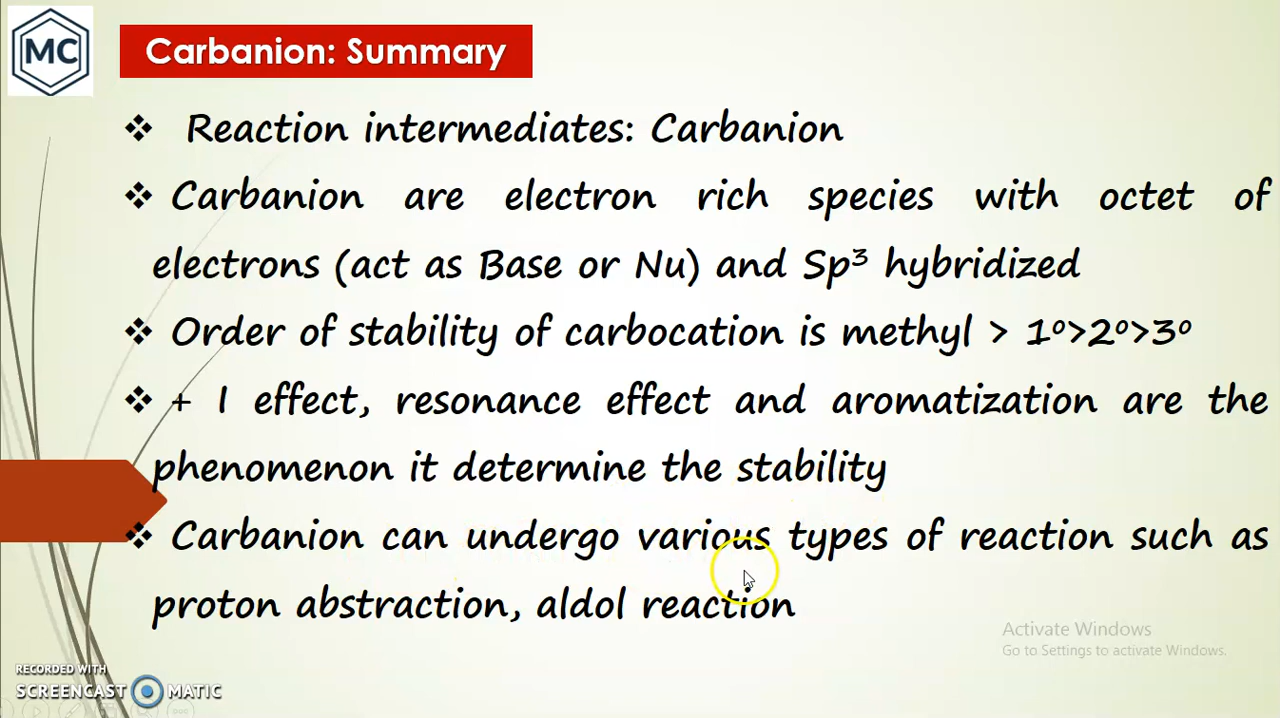 MC
Carbanion: Summary
❖ Reaction intermediates: Carbanion
❖ Carbanion are electron rich species with octet of
electrons (act as Base or Nu) and Sp³ hybridized
❖ Order of stability of carbocation is methyl > 1º>2º>3º
❖ + I effect, resonance effect and aromatization are the
phenomenon it determine the stability
❖ Carbanion can undergo various types of reaction such as
proton abstraction, aldol reaction
Activate Windows
Go to Settings to activate Windows.
RECORDED WITH
SCREENCAST MATIC